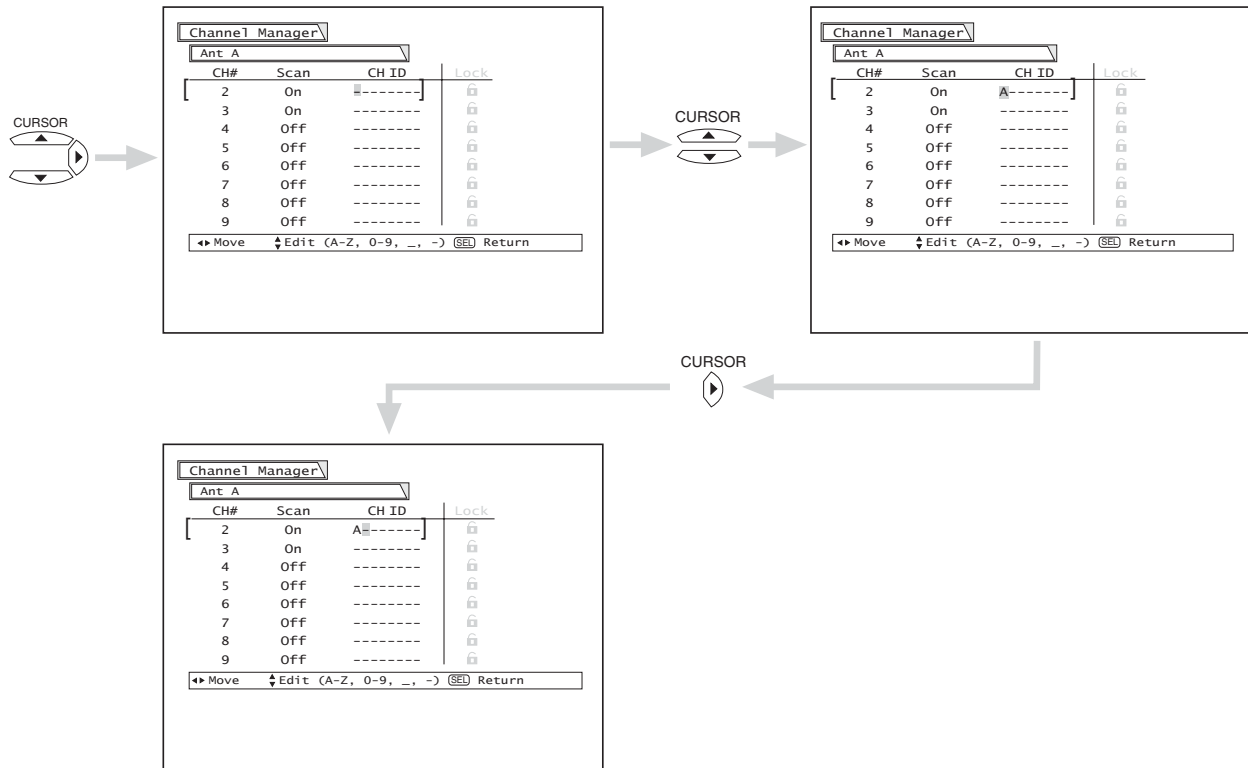 CURSOR
Channel Manager
Ant A
CH# Scan CH ID Lock
[ 2 On --------]
3 On --------
4 Off --------
5 Off --------
6 Off --------
7 Off --------
8 Off --------
9 Off --------
Move Edit (A-Z, 0-9, _, -) SEL Return
CURSOR
Channel Manager
Ant A
CH# Scan CH ID Lock
[ 2 On A-------]
3 On --------
4 Off --------
5 Off --------
6 Off --------
7 Off --------
8 Off --------
9 Off --------
Move Edit (A-Z, 0-9, _, -) SEL Return
CURSOR
Channel Manager
Ant A
CH# Scan CH ID Lock
[ 2 On A-------]
3 On --------
4 Off --------
5 Off --------
6 Off --------
7 Off --------
8 Off --------
9 Off --------
Move Edit (A-Z, 0-9, _, -) SEL Return